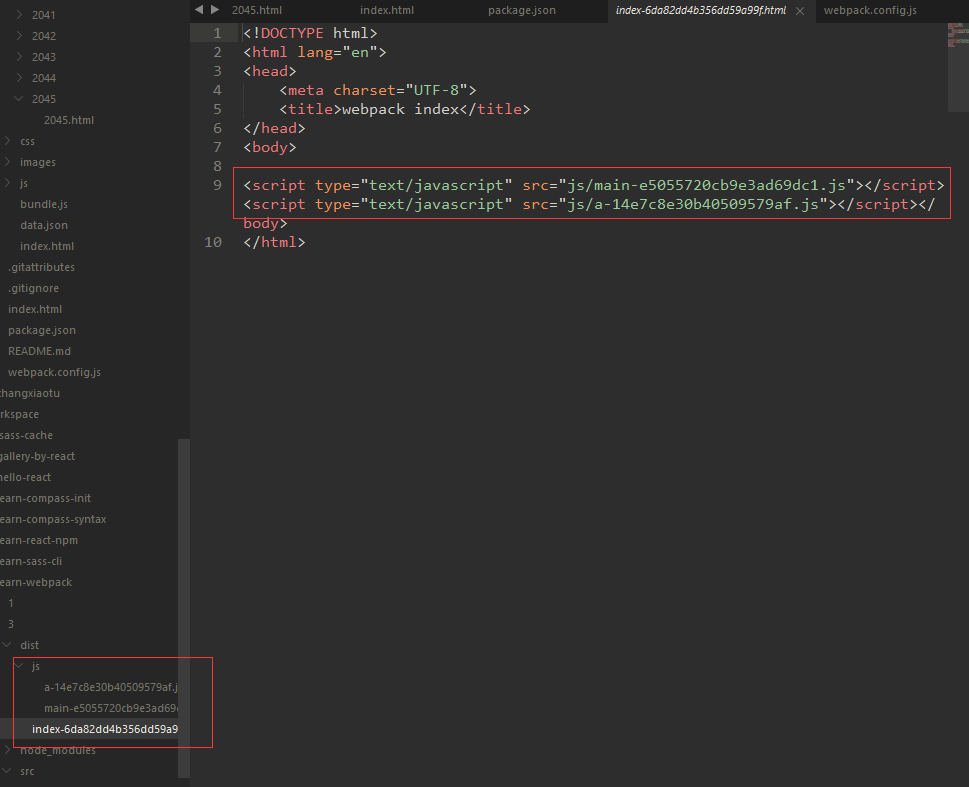 2041
2042
2043
2044
2045
2045.html
css
images
js
bundle.js
data.json
index.html
.gitattributes
.gitignore
index.html
package.json
README.md
webpack.config.js
hangxiaotu
rkspace
sass-cache
gallery-by-react
hello-react
earn-compass-init
earn-compass-syntax
earn-react-npm
earn-sass-cli
earn-webpack
1
3
dist
js
a-14e7c8e30b40509579af.j
main-e5055720cb9e3ad69d
index-6da82dd4b356dd59a9
node_modules
src
2045.html
index.html
package.json
index-6da82dd4b356dd59a99f.html
webpack.config.js
1 <!DOCTYPE html>
2 <html lang="en">
3 <head>
4 <meta charset="UTF-8">
5 <title>webpack index</title>
6 </head>
7 <body>
8
9 <script type="text/javascript" src="js/main-e5055720cb9e3ad69dc1.js"></script>
<script type="text/javascript" src="js/a-14e7c8e30b40509579af.js"></script></
body>
10 </html>